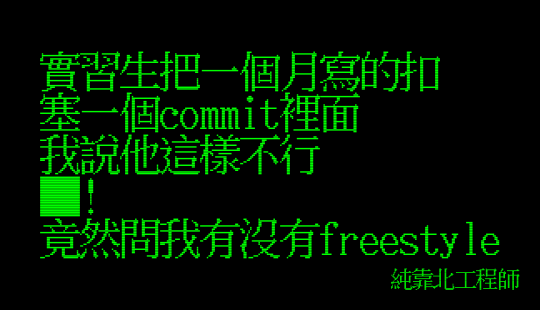 實習生把一個月寫的扣
塞一個commit裡面
我說他這樣不行
▓▓!
竟然問我有沒有freestyle
純靠北工程師